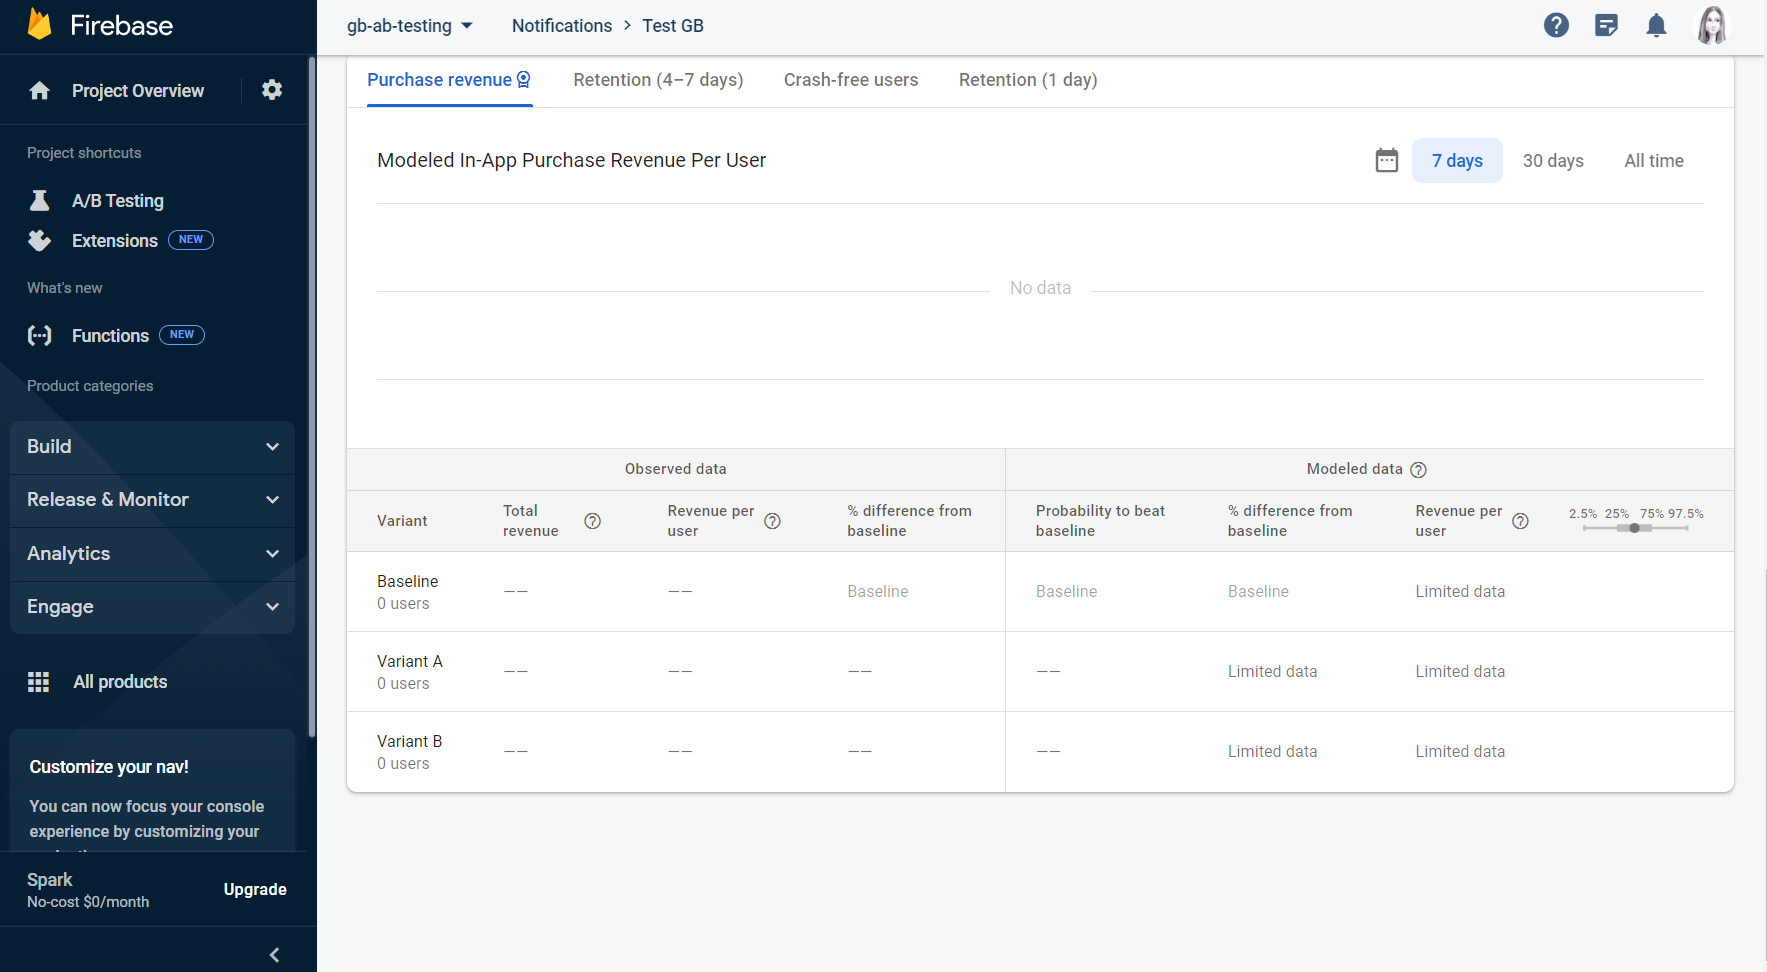 Firebase
gb-ab-testing
Notifications > Test GB
Project Overview
Project shortcuts
A/B Testing
Extensions NEW
What's new
Functions NEW
Product categories
Build
Release & Monitor
Analytics
Engage
All products
Customize your nav!
You can now focus your console
experience by customizing your
Spark
No-cost $0/month
Upgrade
Purchase revenue
Retention (4–7 days)
Crash-free users
Retention (1 day)
Modeled In-App Purchase Revenue Per User
7 days
30 days
All time
No data
Observed data
Modeled data
Variant
Total
revenue
Revenue per
user
% difference from
baseline
Probability to beat
baseline
% difference from
baseline
Revenue per
user
2.5% 25% 75% 97.5%
Baseline
0 users
——
——
Baseline
Baseline
Baseline
Limited data
Variant A
0 users
——
——
——
——
Limited data
Limited data
Variant B
0 users
——
——
——
——
Limited data
Limited data